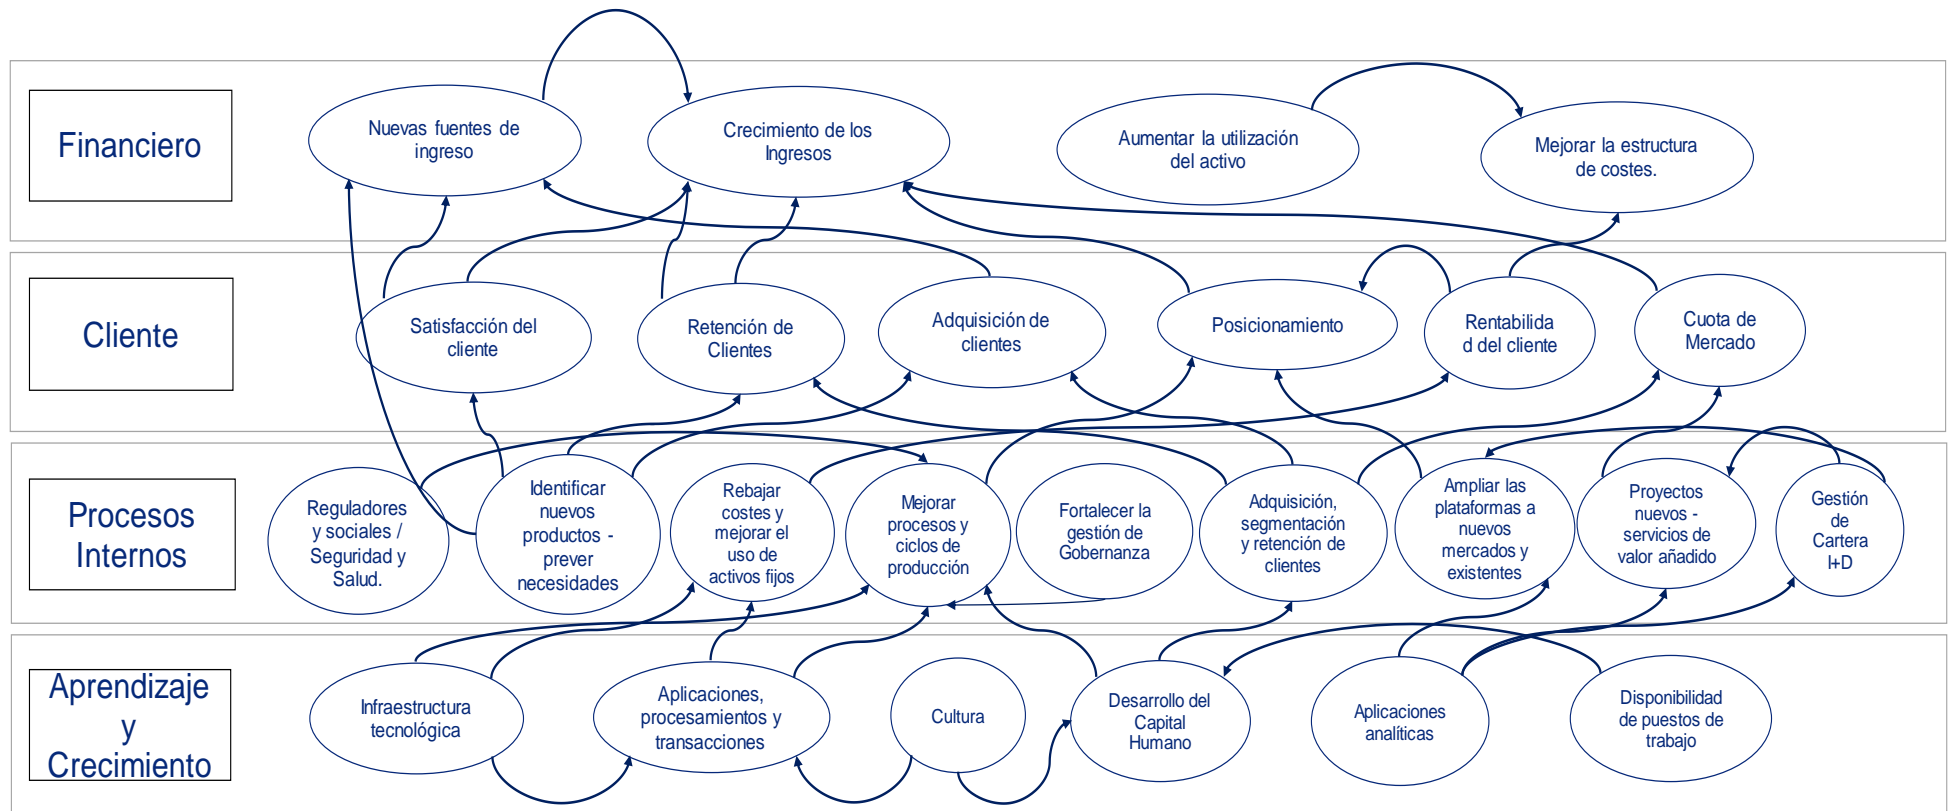 Financiero
Nuevas fuentes de
ingreso
Crecimiento de los
Ingresos
Aumentar la utilización
del activo
Mejorar la estructura
de costes.
Cliente
Satisfacción del
cliente
Retención de
Clientes
Adquisición de
clientes
Posicionamiento
Rentabilida
d del cliente
Cuota de
Mercado
Procesos
Internos
Reguladores
y sociales /
Seguridad y
Salud.
Identificar
nuevos
productos -
prever
necesidades
Rebajar
costes y
mejorar el
uso de
activos fijos
Mejorar
procesos y
ciclos de
producción
Fortalecer la
gestión de
Gobernanza
Adquisición,
segmentación
y retención de
clientes
Ampliar las
plataformas a
nuevos
mercados y
existentes
Proyectos
nuevos -
servicios de
valor añadido
Gestión
de
Cartera
I+D
Aprendizaje
y
Crecimiento
Infraestructura
tecnológica
Aplicaciones,
procesamientos y
transacciones
Cultura
Desarrollo del
Capital
Humano
Aplicaciones
analíticas
Disponibilidad
de puestos de
trabajo